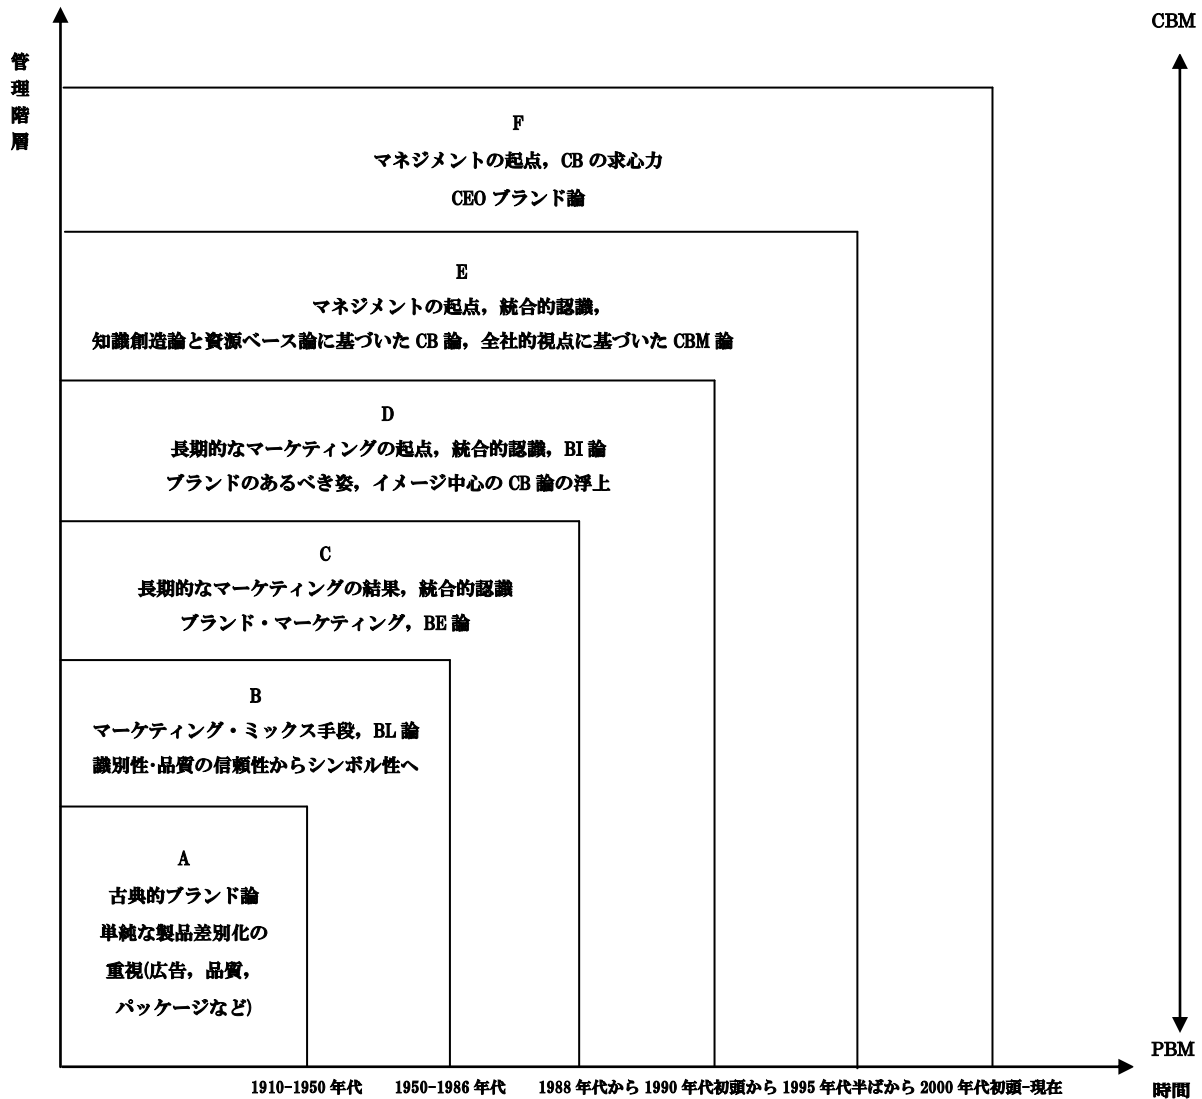 CBM
管
理
階
層
F
マネジメントの起点，CBの求心力
CEO ブランド論
E
マネジメントの起点，統合的認識，
知識創造論と資源ベース論に基づいた CB 論，全社的視点に基づいた CBM 論
D
長期的なマーケティングの起点，統合的認識，BI 論
ブランドのあるべき姿，イメージ中心の CB 論の浮上
C
長期的なマーケティングの結果，統合的認識
ブランド・マーケティング，BE 論
B
マーケティング・ミックス手段，BL 論
識別性･品質の信頼性からシンボル性へ
A
古典的ブランド論
単純な製品差別化の
重視(広告，品質，
パッケージなど)
PBM
1910-1950 年代 1950-1986 年代 1988 年代から 1990 年代初頭から 1995 年代半ばから 2000 年代初頭-現在
時間